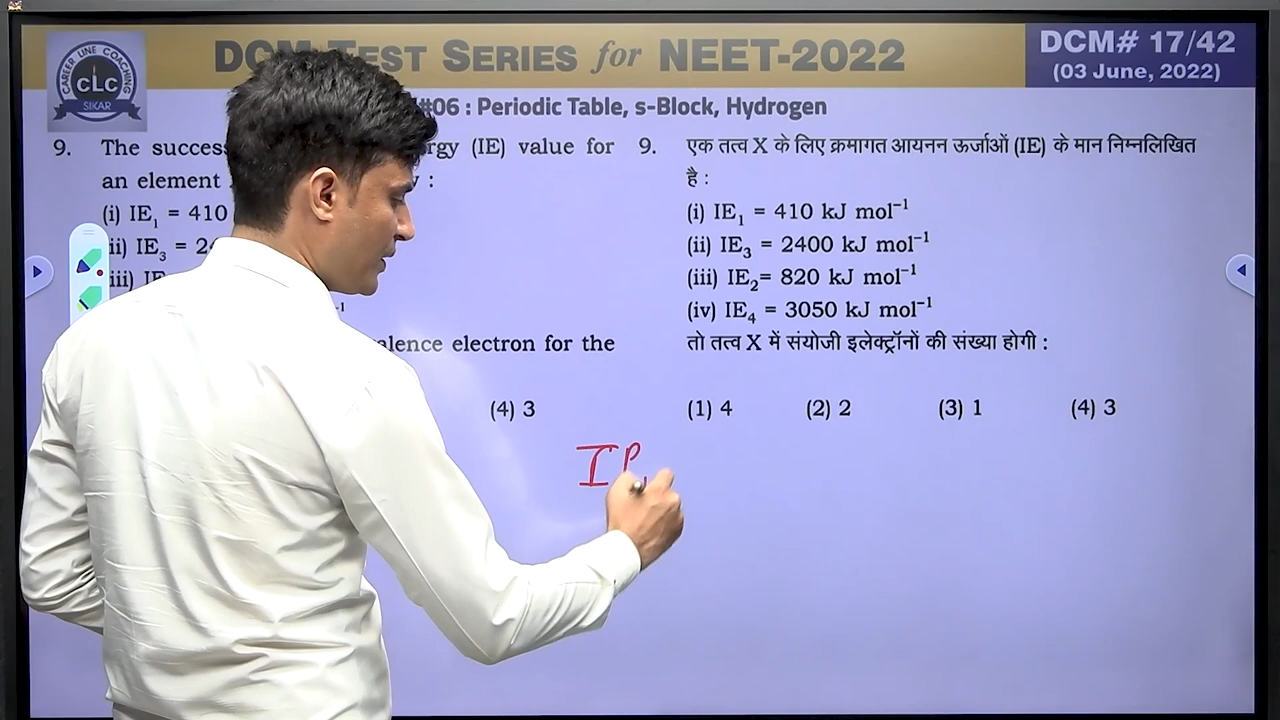 CAREER LINE COACHING
CLC
SIKAR
DCM TEST SERIES for NEET-2022
DCM# 17/42
(03 June, 2022)
#06 : Periodic Table, s-Block, Hydrogen
9. The success rgy (IE) value for
an element :
(i) IE₁ = 410
ii) IE₃ = 2
iii)
-1
alence electron for the
(4) 3
9. एक तत्व X के लिए क्रमागत आयनन ऊर्जाओं (IE) के मान निम्नलिखित
है :
(i) IE₁ = 410 kJ mol⁻¹
(ii) IE₃ = 2400 kJ mol⁻¹
(iii) IE₂= 820 kJ mol⁻¹
(iv) IE₄ = 3050 kJ mol⁻¹
तो तत्व X में संयोजी इलेक्ट्रॉनों की संख्या होगी :
(1) 4 (2) 2 (3) 1 (4) 3
IP